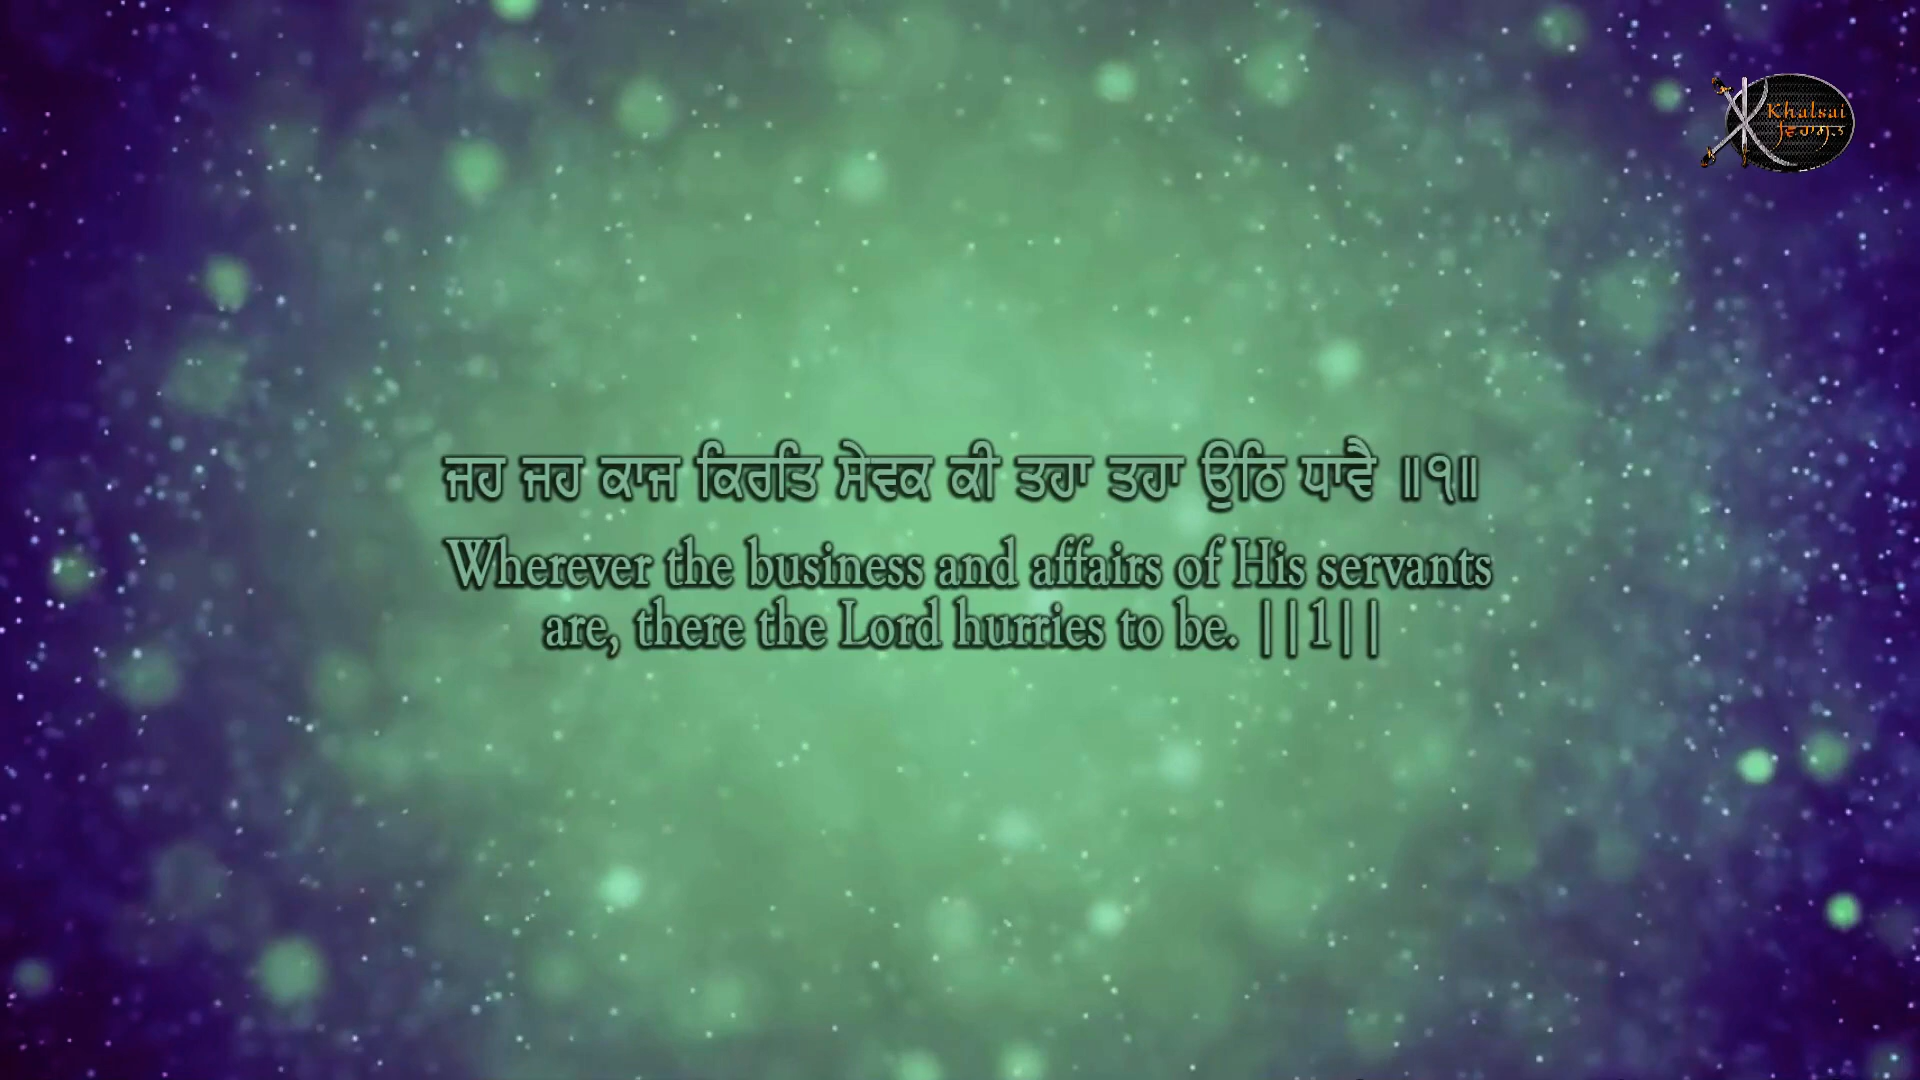 Khalsai
ਵਿਰਾਸਤ
ਜਹ ਜਹ ਕਾਜ ਕਿਰਤਿ ਸੇਵਕ ਕੀ ਤਹਾ ਤਹਾ ਉਠਿ ਧਾਵੈ ॥੧॥
Wherever the business and affairs of His servants
are, there the Lord hurries to be. ||1||